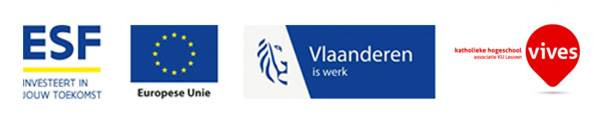 ESF
INVESTEERT IN
JOUW TOEKOMST
Europese Unie
Vlaanderen
is werk
katholieke hogeschool
associatie KU Leuven
vives